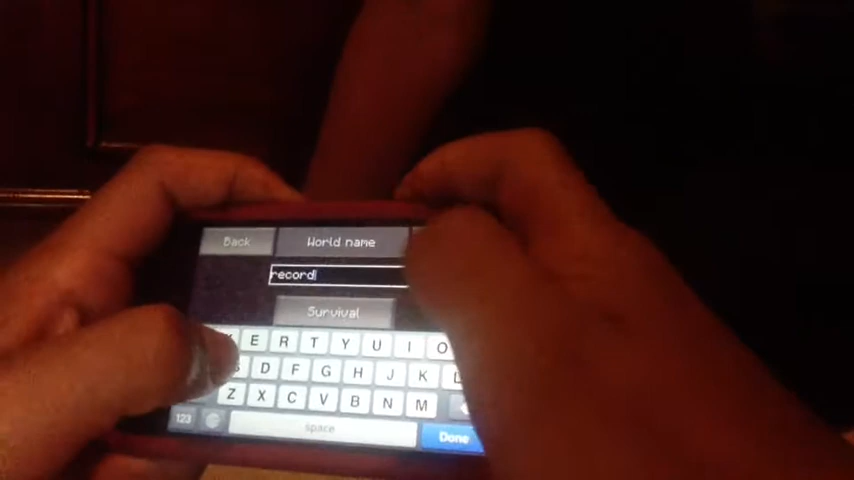 Back
World name
record
Survival
E R T Y U I O
D F G H J K L
Z X C V B N M
123
space
Done